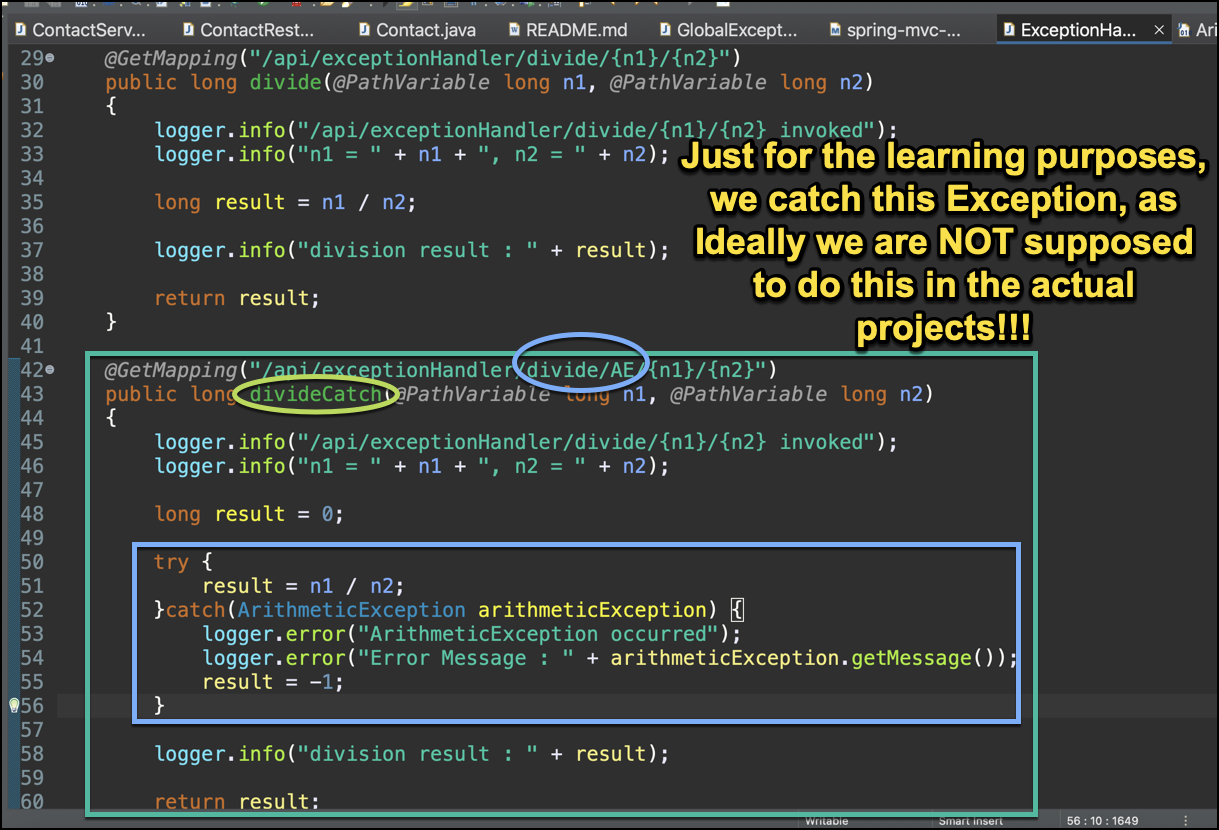 ContactServ...
ContactRest...
Contact.java
README.md
GlobalExcept...
spring-mvc-...
ExceptionHa...
Ari
29 @GetMapping("/api/exceptionHandler/divide/{n1}/{n2}")
30 public long divide(@PathVariable long n1, @PathVariable long n2)
31 {
32 logger.info("/api/exceptionHandler/divide/{n1}/{n2} invoked");
33 logger.info("n1 = " + n1 + ", n2 = " + n2);
34
35 long result = n1 / n2;
36
37 logger.info("division result : " + result);
38
39 return result;
40 }
41
Just for the learning purposes,
we catch this Exception, as
Ideally we are NOT supposed
to do this in the actual
projects!!!
42 @GetMapping("/api/exceptionHandler/divide/AE/{n1}/{n2}")
43 public long divideCatch(@PathVariable long n1, @PathVariable long n2)
44 {
45 logger.info("/api/exceptionHandler/divide/{n1}/{n2} invoked");
46 logger.info("n1 = " + n1 + ", n2 = " + n2);
47
48 long result = 0;
49
50 try {
51 result = n1 / n2;
52 }catch(ArithmeticException arithmeticException) {
53 logger.error("ArithmeticException occurred");
54 logger.error("Error Message : " + arithmeticException.getMessage());
55 result = -1;
56 }
57
58 logger.info("division result : " + result);
59
60 return result;
Writable
Smart Insert
56 : 10 : 1649